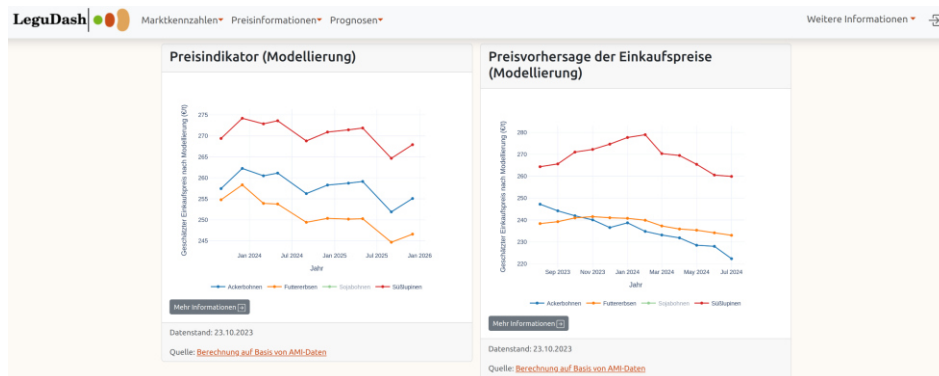 LeguDash
Marktkennzahlen Preisinformationen Prognosen
Weitere Informationen
Preisindikator (Modellierung)
Geschätzter Einkaufspreis nach Modellierung (€/t)
275
270
265
260
255
250
245
Jan 2024 Jul 2024 Jan 2025 Jul 2025 Jan 2026
Jahr
Ackerbohnen Futtererbsen Sojabohnen Süßlupinen
Mehr Informationen
Datenstand: 23.10.2023
Quelle: Berechnung auf Basis von AMI-Daten
Preisvorhersage der Einkaufspreise
(Modellierung)
Geschätzter Einkaufspreis nach Modellierung (€/t)
280
270
260
250
240
230
220
Sep 2023 Nov 2023 Jan 2024 Mar 2024 May 2024 Jul 2024
Jahr
Ackerbohnen Futtererbsen Sojabohnen Süßlupinen
Mehr Informationen
Datenstand: 23.10.2023
Quelle: Berechnung auf Basis von AMI-Daten